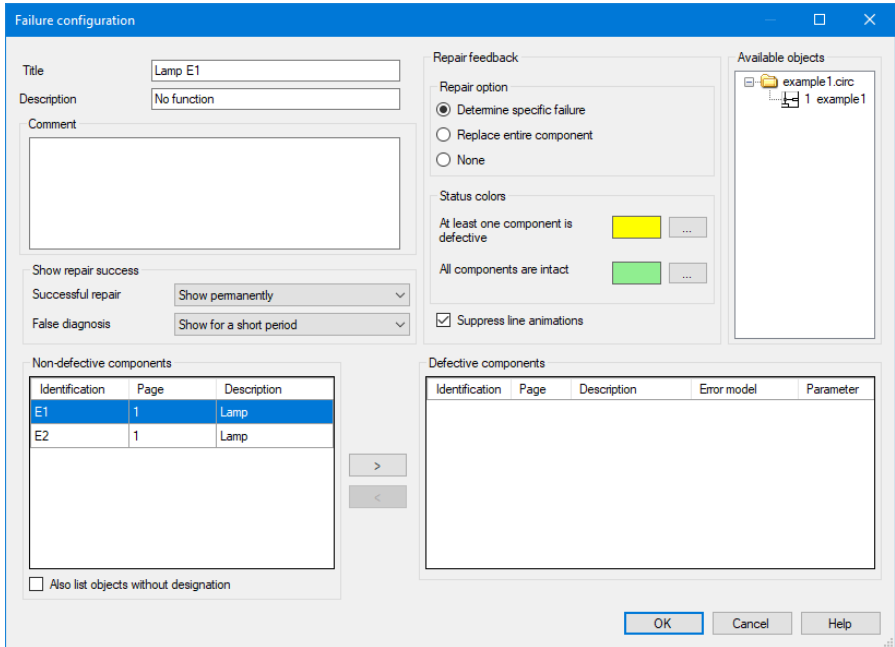 Failure configuration
Title
Lamp E1
Description
No function
Comment
Show repair success
Successful repair
Show permanently
False diagnosis
Show for a short period
Repair feedback
Repair option
Determine specific failure
Replace entire component
None
Status colors
At least one component is
defective
...
All components are intact
...
Suppress line animations
Available objects
example1.circ
1 example1
Non-defective components
Identification Page Description
E1 1 Lamp
E2 1 Lamp
Also list objects without designation
>
<
Defective components
Identification Page Description Error model Parameter
OK Cancel Help